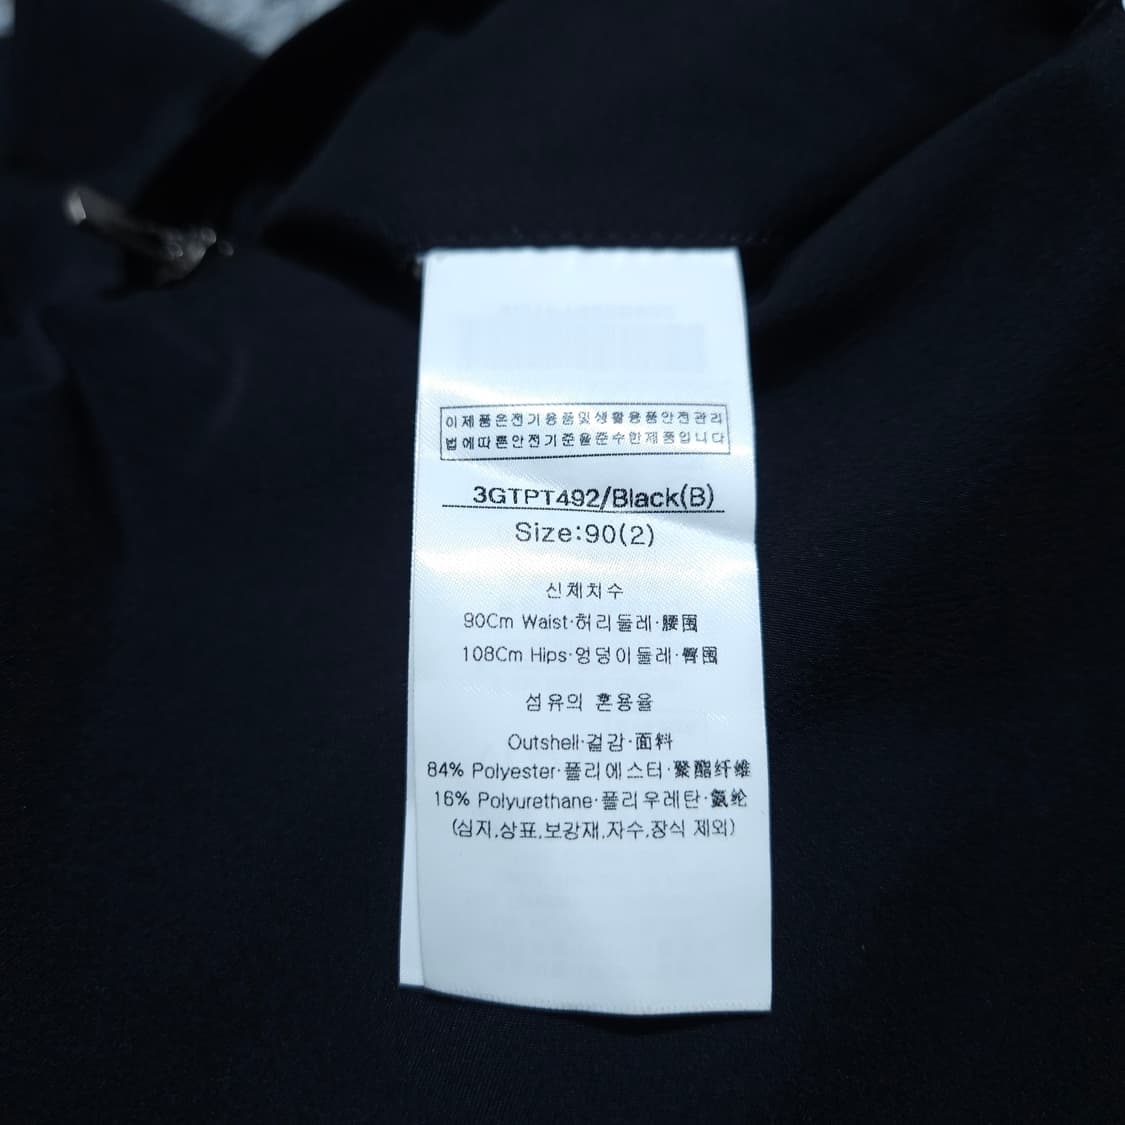 이제품은전기용품및생활용품안전관리
법에따른안전기준을준수한제품입니다
3GTPT492/Black(B)
Size:90(2)
신체치수
90Cm Waist·허리둘레·腰围
108Cm Hips·엉덩이둘레·臀围
섬유의 혼용율
Outshell·겉감·面料
84% Polyester·폴리에스터·聚酯纤维
16% Polyurethane·폴리우레탄·氨纶
(심지,상표,보강재,자수,장식 제외)